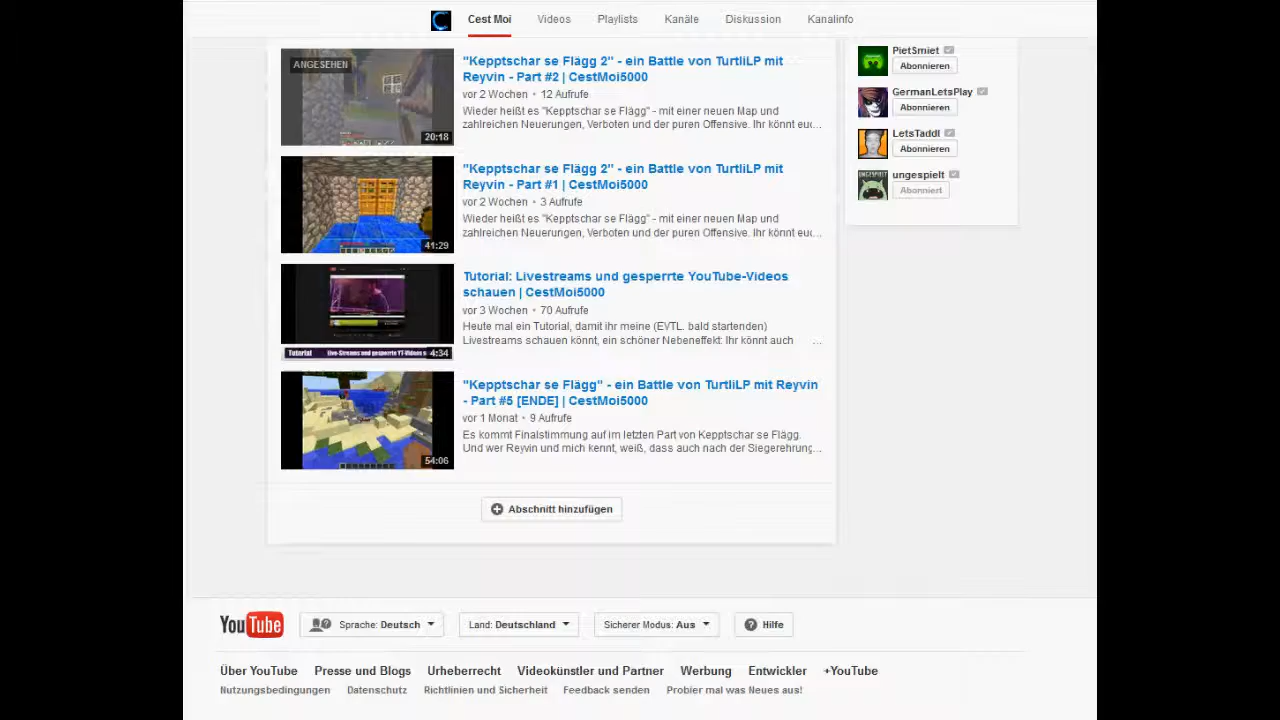 Cest Moi Videos Playlists Kanäle Diskussion Kanalinfo
ANGESEHEN
20:18
"Kepptschar se Flägg 2" - ein Battle von TurtliLP mit
Reyvin - Part #2 | CestMoi5000
vor 2 Wochen • 12 Aufrufe
Wieder heißt es "Kepptschar se Flägg" - mit einer neuen Map und
zahlreichen Neuerungen, Verboten und der puren Offensive. Ihr könnt euc...
41:29
"Kepptschar se Flägg 2" - ein Battle von TurtliLP mit
Reyvin - Part #1 | CestMoi5000
vor 2 Wochen • 3 Aufrufe
Wieder heißt es "Kepptschar se Flägg" - mit einer neuen Map und
zahlreichen Neuerungen, Verboten und der puren Offensive. Ihr könnt euc...
Tutorial Live-Streams und gesperrte YT-Videos
4:34
Tutorial: Livestreams und gesperrte YouTube-Videos
schauen | CestMoi5000
vor 3 Wochen • 70 Aufrufe
Heute mal ein Tutorial, damit ihr meine (EVTL. bald startenden)
Livestreams schauen könnt, ein schöner Nebeneffekt: Ihr könnt auch ...
54:06
"Kepptschar se Flägg" - ein Battle von TurtliLP mit Reyvin
- Part #5 [ENDE] | CestMoi5000
vor 1 Monat • 9 Aufrufe
Es kommt Finalstimmung auf im letzten Part von Kepptschar se Flägg.
Und wer Reyvin und mich kennt, weiß, dass auch nach der Siegerehrung...
Abschnitt hinzufügen
PietSmiet
Abonnieren
GermanLetsPlay
Abonnieren
LetsTaddl
Abonnieren
UNGESPIELT
ungespielt
Abonniert
YouTube Sprache: Deutsch Land: Deutschland Sicherer Modus: Aus Hilfe
Über YouTube Presse und Blogs Urheberrecht Videokünstler und Partner Werbung Entwickler +YouTube
Nutzungsbedingungen Datenschutz Richtlinien und Sicherheit Feedback senden Probier mal was Neues aus!